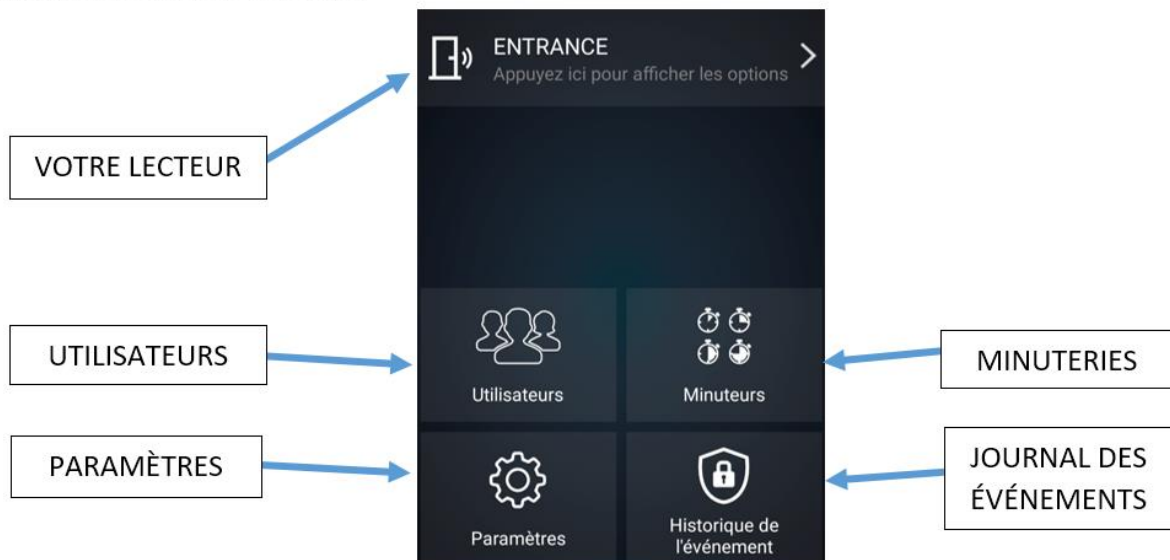 ENTRANCE
Appuyez ici pour afficher les options
VOTRE LECTEUR
UTILISATEURS
Utilisateurs
Minuteurs
MINUTERIES
PARAMÈTRES
Paramètres
Historique de
l'événement
JOURNAL DES
ÉVÉNEMENTS